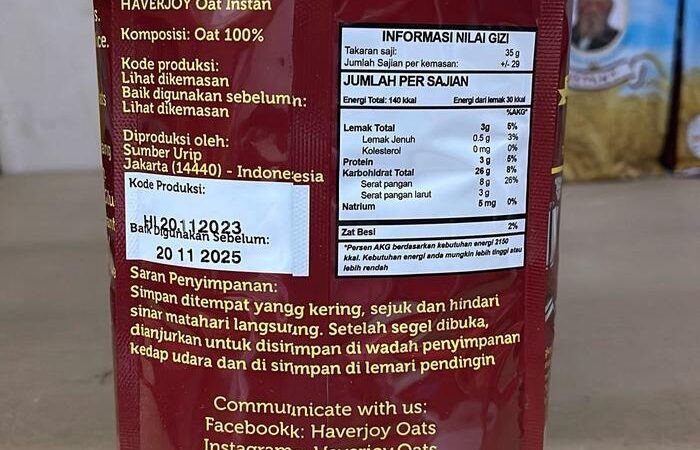 HAVERJOY Oat Instan
Komposisi: Oat 100%
Kode produksi:
Lihat dikemasan
Baik digunakan sebelum:
Lihat dikemasan
Diproduksi oleh:
Sumber Urip
Jakarta (14440) - Indonesia
Kode Produksi:
HJ20112023
Baik digunakan Sebelum:
20 11 2025
INFORMASI NILAI GIZI
Takaran saji: 35 g
Jumlah Sajian per kemasan: +/- 29
JUMLAH PER SAJIAN
Energi Total: 140 kkal Energi dari lemak 30 kkal
%AKG*
Lemak Total 3g 5%
Lemak Jenuh 0.5 g 3%
Kolesterol 0 mg 0%
Protein 3 g 5%
Karbohidrat Total 26 g 8%
Serat pangan 8 g 26%
Serat pangan larut 3 g
Natrium 5 mg 0%
Zat Besi 2%
*Persen AKG berdasarkan kebutuhan energi 2150
kkal. Kebutuhan energi anda mungkin lebih tinggi atau
lebih rendah
Saran Penyimpanan:
Simpan ditempat yangg kering, sejuk dan hindari
sinar matahari langsung. Setelah segel dibuka,
dianjurkan untuk disimpan di wadah penyimpanan
kedap udara dan di simpan di lemari pendingin
Communicate with us:
Facebookk: Haverjoy Oats
Instagram: Haverjoy Oats